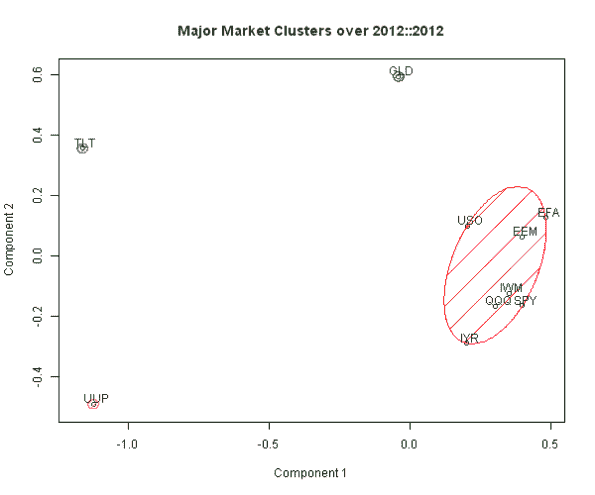 Major Market Clusters over 2012::2012
GLD
TLT
USO
EFA
EEM
IWM
QQQ SPY
IYR
UUP
0.6
0.4
0.2
0.0
-0.2
-0.4
Component 2
-1.0 -0.5 0.0 0.5
Component 1